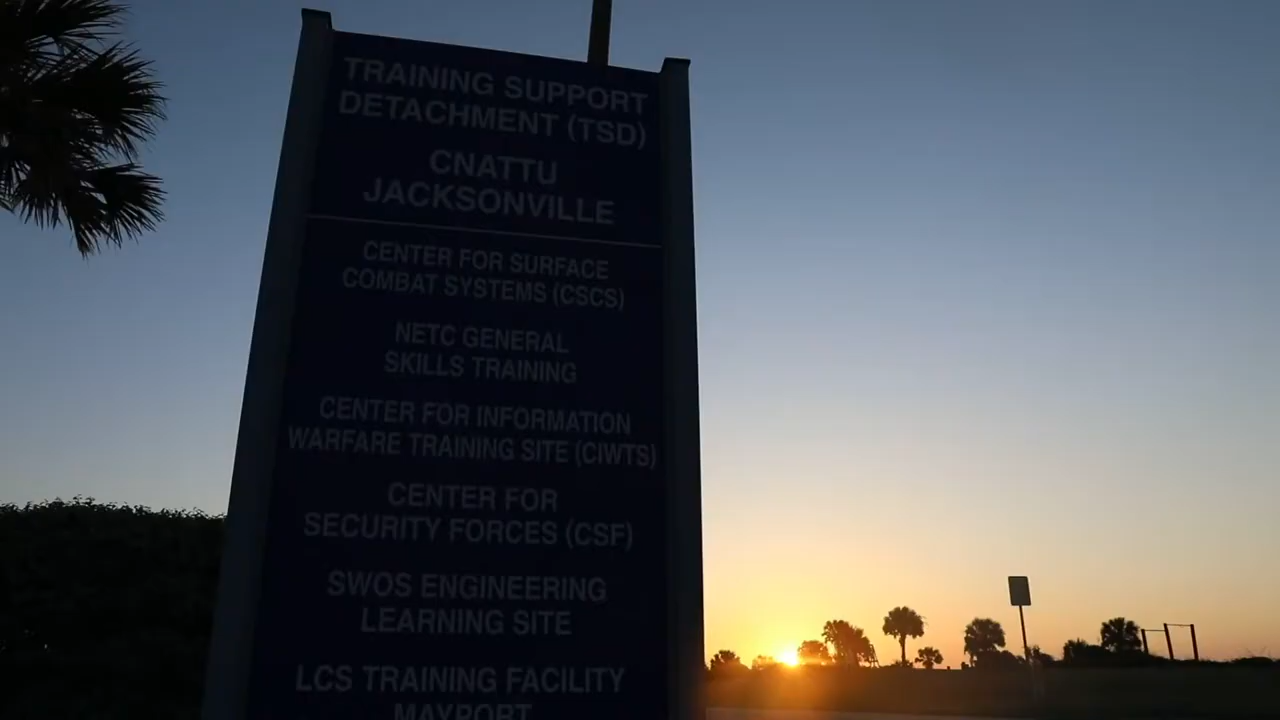 TRAINING SUPPORT
DETACHMENT (TSD)
CNATTU
JACKSONVILLE
CENTER FOR SURFACE
COMBAT SYSTEMS (CSCS)
NETC GENERAL
SKILLS TRAINING
CENTER FOR INFORMATION
WARFARE TRAINING SITE (CIWTS)
CENTER FOR
SECURITY FORCES (CSF)
SWOS ENGINEERING
LEARNING SITE
LCS TRAINING FACILITY
MAYPORT